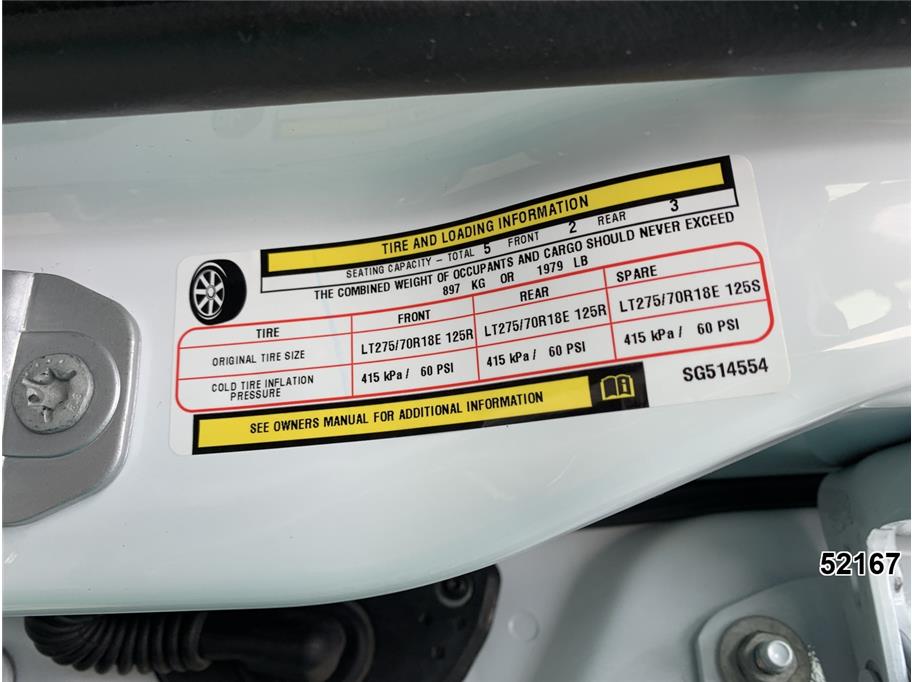 TIRE AND LOADING INFORMATION
SEATING CAPACITY - TOTAL 5 FRONT 2 REAR 3
THE COMBINED WEIGHT OF OCCUPANTS AND CARGO SHOULD NEVER EXCEED
897 KG OR 1979 LB
TIRE FRONT REAR SPARE
ORIGINAL TIRE SIZE LT275/70R18E 125R LT275/70R18E 125R LT275/70R18E 125S
COLD TIRE INFLATION PRESSURE 415 kPa / 60 PSI 415 kPa / 60 PSI 415 kPa / 60 PSI
SEE OWNERS MANUAL FOR ADDITIONAL INFORMATION
SG514554
52167